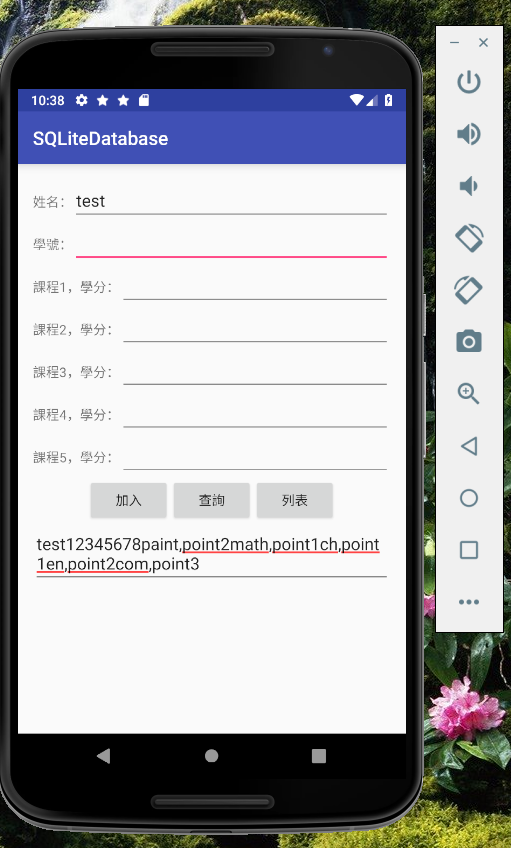 10:38
SQLiteDatabase
姓名： test
學號：
課程1，學分：
課程2，學分：
課程3，學分：
課程4，學分：
課程5，學分：
加入 查詢 列表
test12345678paint,point2math,point1ch,point
1en,point2com,point3